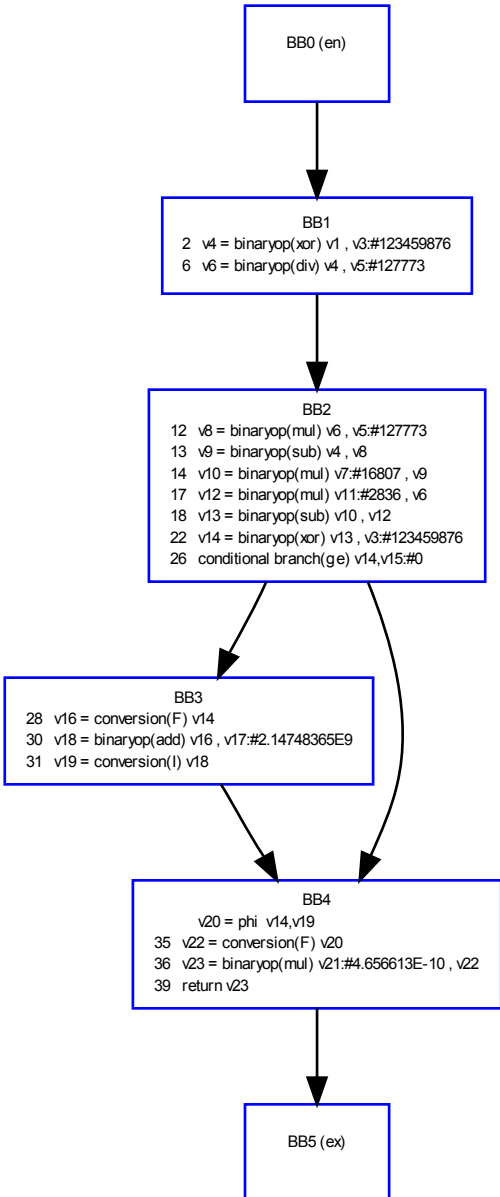 BB0 (en)
BB1
2 v4 = binaryop(xor) v1 , v3:#123459876
6 v6 = binaryop(div) v4 , v5:#127773
BB2
12 v8 = binaryop(mul) v6 , v5:#127773
13 v9 = binaryop(sub) v4 , v8
14 v10 = binaryop(mul) v7:#16807 , v9
17 v12 = binaryop(mul) v11:#2836 , v6
18 v13 = binaryop(sub) v10 , v12
22 v14 = binaryop(xor) v13 , v3:#123459876
26 conditional branch(ge) v14,v15:#0
BB3
28 v16 = conversion(F) v14
30 v18 = binaryop(add) v16 , v17:#2.14748365E9
31 v19 = conversion(I) v18
BB4
v20 = phi v14,v19
35 v22 = conversion(F) v20
36 v23 = binaryop(mul) v21:#4.656613E-10 , v22
39 return v23
BB5 (ex)